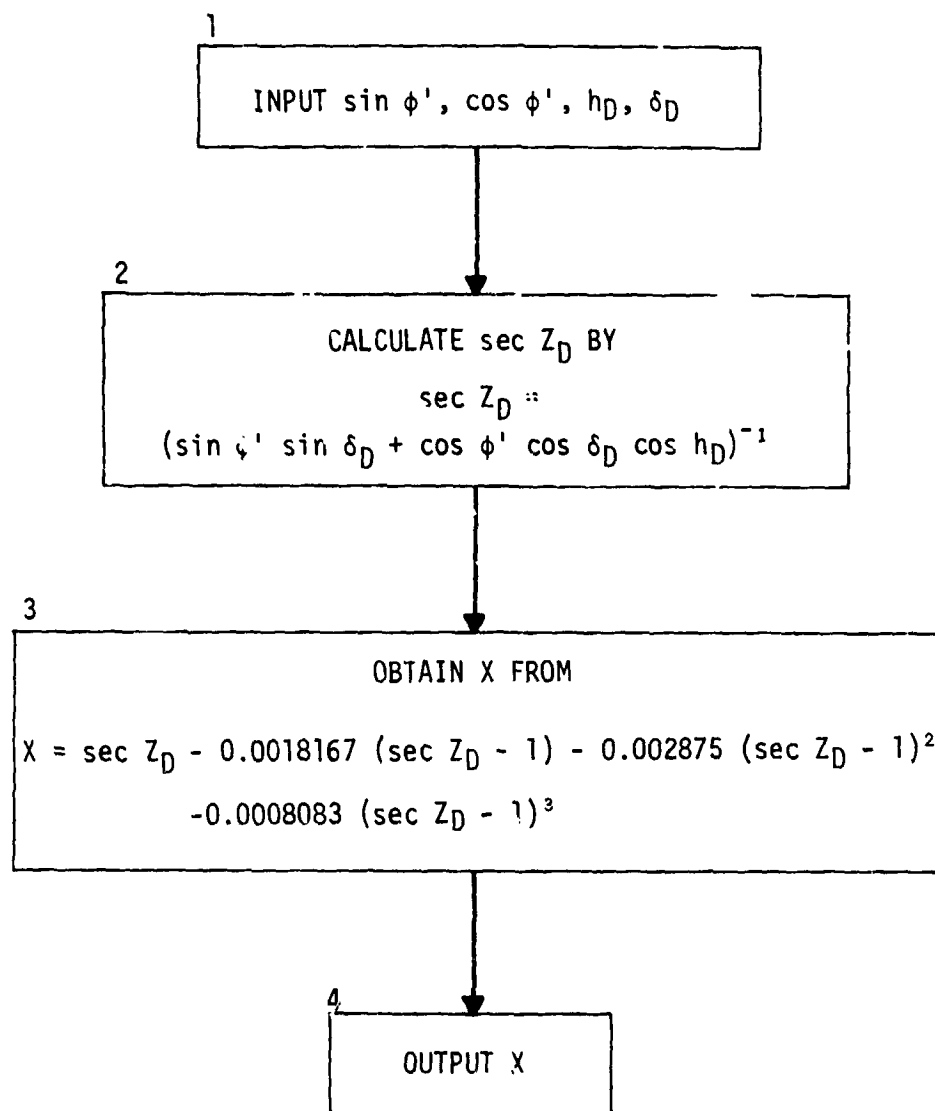 1
INPUT sin ϕ', cos ϕ', h_D, δ_D
2
CALCULATE sec Z_D BY
sec Z_D =
(sin ϕ' sin δ_D + cos ϕ' cos δ_D cos h_D)⁻¹
3
OBTAIN X FROM
X = sec Z_D - 0.0018167 (sec Z_D - 1) - 0.002875 (sec Z_D - 1)²
-0.0008083 (sec Z_D - 1)³
4
OUTPUT X